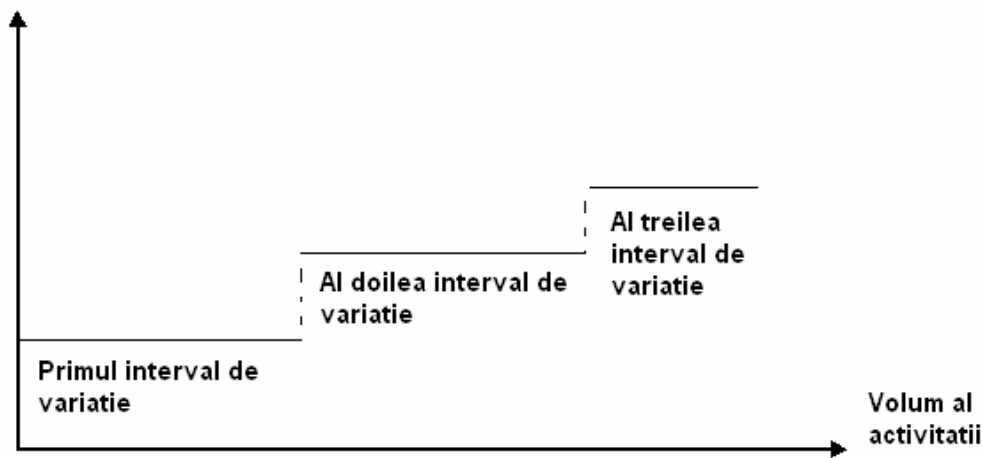 Al treilea
interval de
variatie
Al doilea interval de
variatie
Primul interval de
variatie
Volum al
activitatii